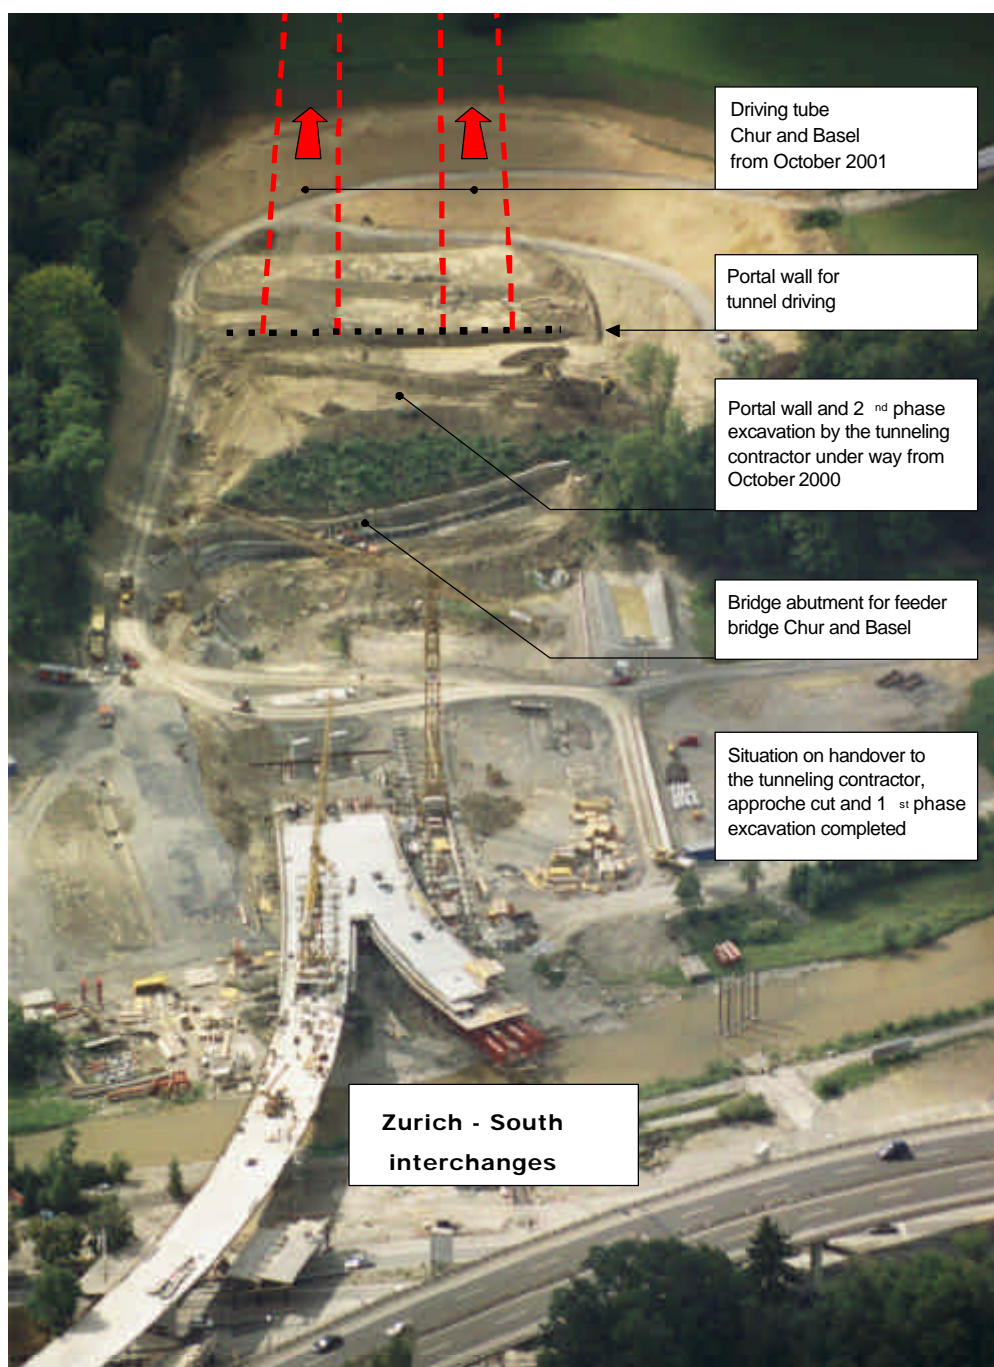 Driving tube
Chur and Basel
from October 2001
Portal wall for
tunnel driving
Portal wall and 2 nd phase
excavation by the tunneling
contractor under way from
October 2000
Bridge abutment for feeder
bridge Chur and Basel
Situation on handover to
the tunneling contractor,
approche cut and 1 st phase
excavation completed
Zurich - South
interchanges